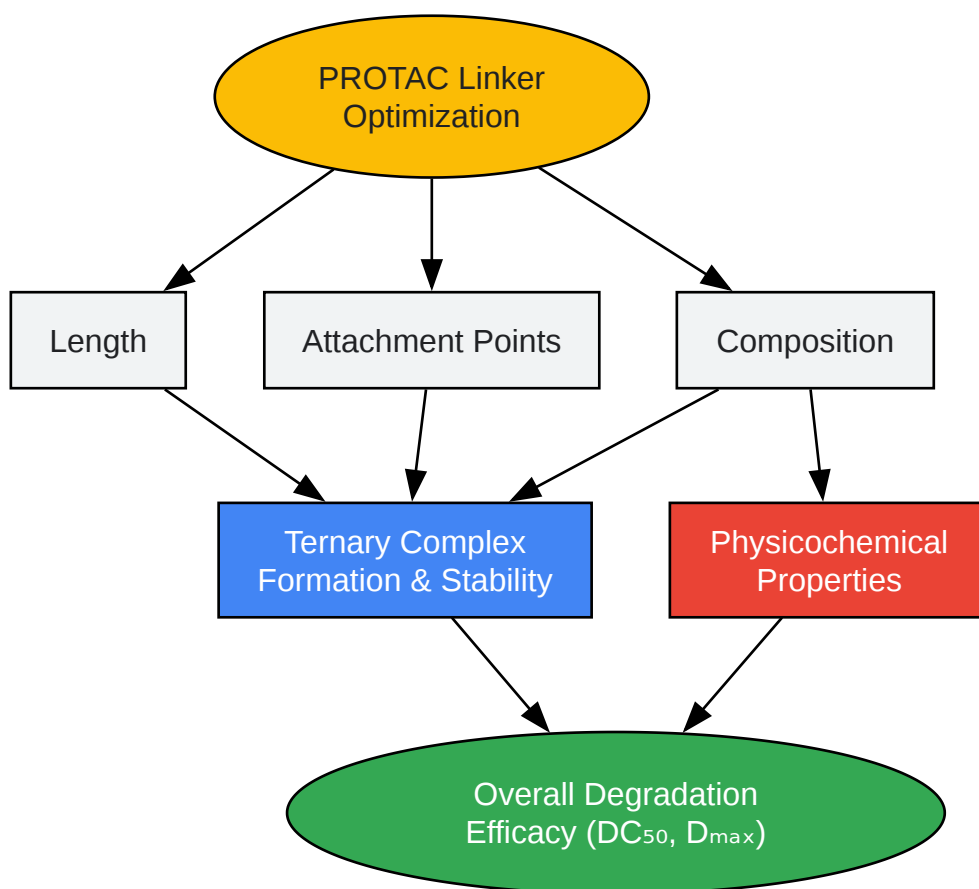 PROTAC Linker
Optimization
Length
Attachment Points
Composition
Ternary Complex
Formation & Stability
Physicochemical
Properties
Overall Degradation
Efficacy (DC₅₀, Dₘₐₓ)